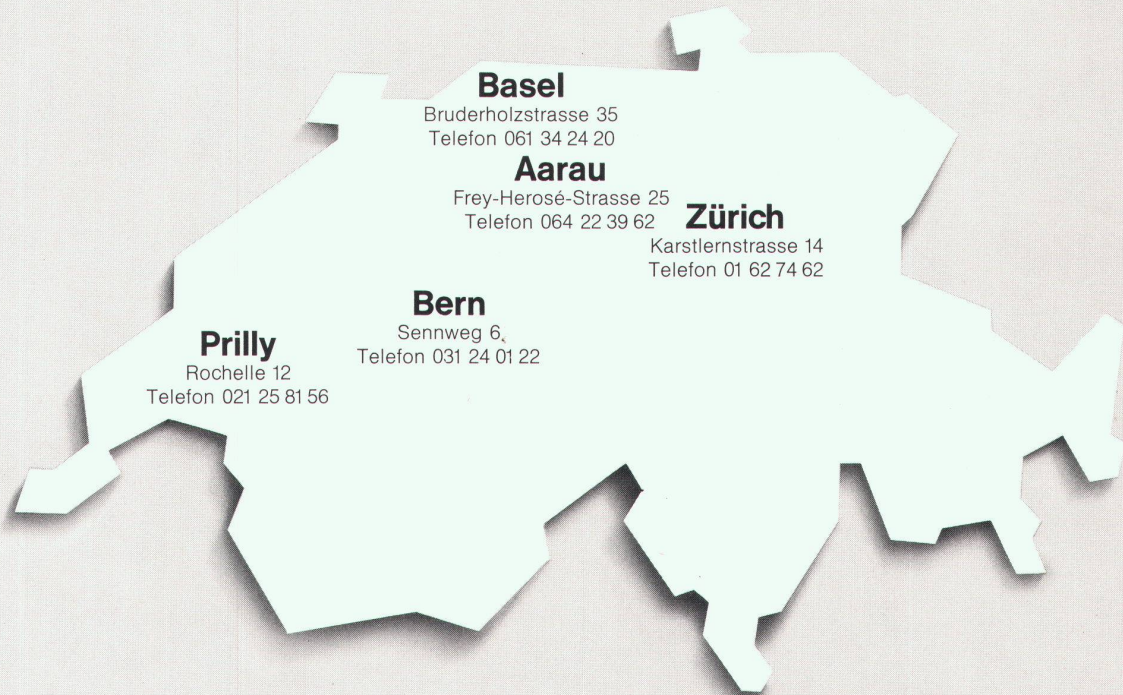 Basel
Bruderholzstrasse 35
Telefon 061 34 24 20
Aarau
Frey-Herosé-Strasse 25
Telefon 064 22 39 62
Zürich
Karstlernstrasse 14
Telefon 01 62 74 62
Bern
Sennweg 6
Telefon 031 24 01 22
Prilly
Rochelle 12
Telefon 021 25 81 56